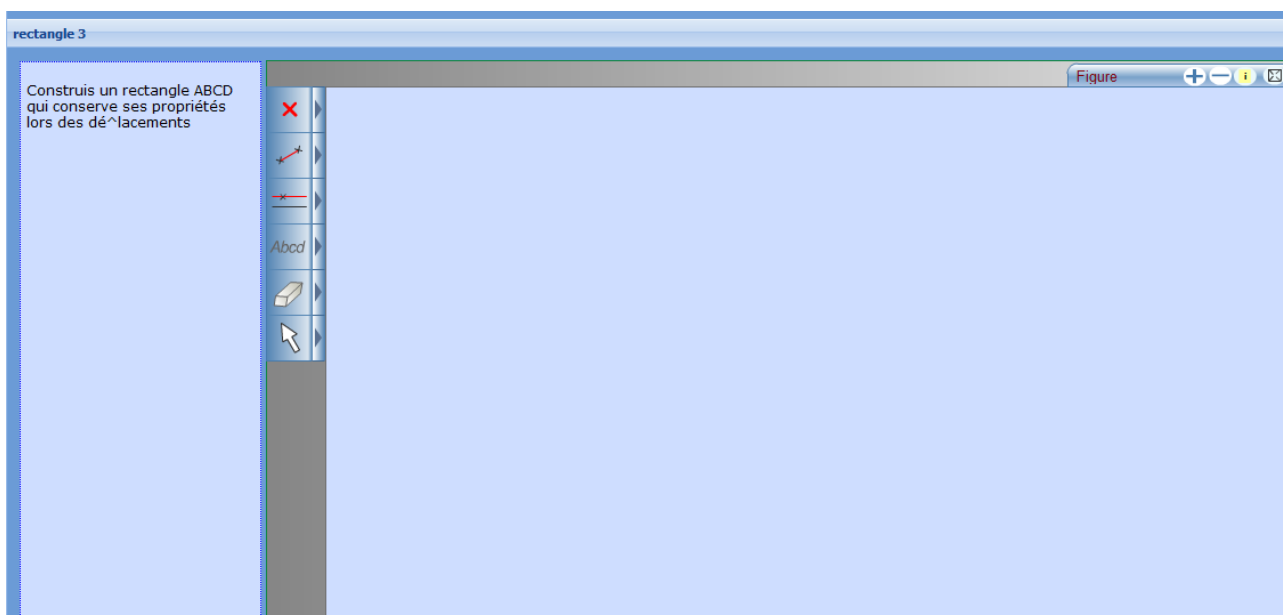 rectangle 3
Figure
i
Construis un rectangle ABCD
qui conserve ses propriétés
lors des dé^lacements
Abcd